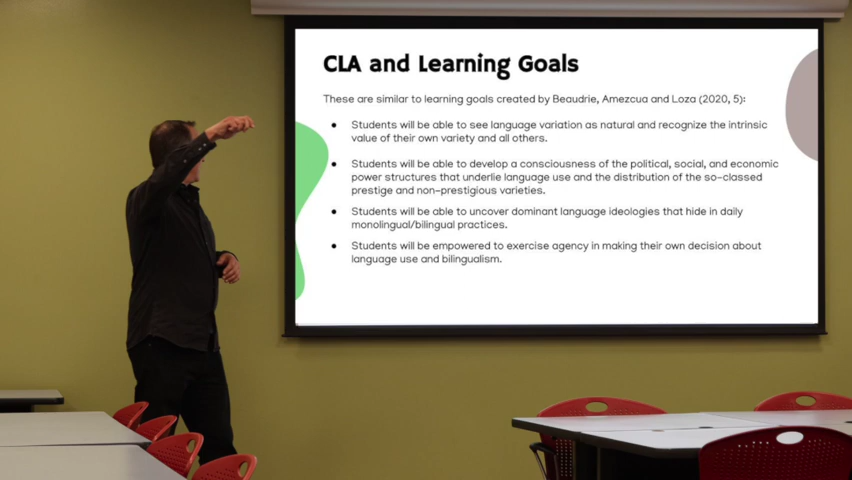 CLA and Learning Goals
These are similar to learning goals created by Beaudrie, Amezcua and Loza (2020, 5):
● Students will be able to see language variation as natural and recognize the intrinsic
value of their own variety and all others.
● Students will be able to develop a consciousness of the political, social, and economic
power structures that underlie language use and the distribution of the so-classed
prestige and non-prestigious varieties.
● Students will be able to uncover dominant language ideologies that hide in daily
monolingual/bilingual practices.
● Students will be empowered to exercise agency in making their own decision about
language use and bilingualism.